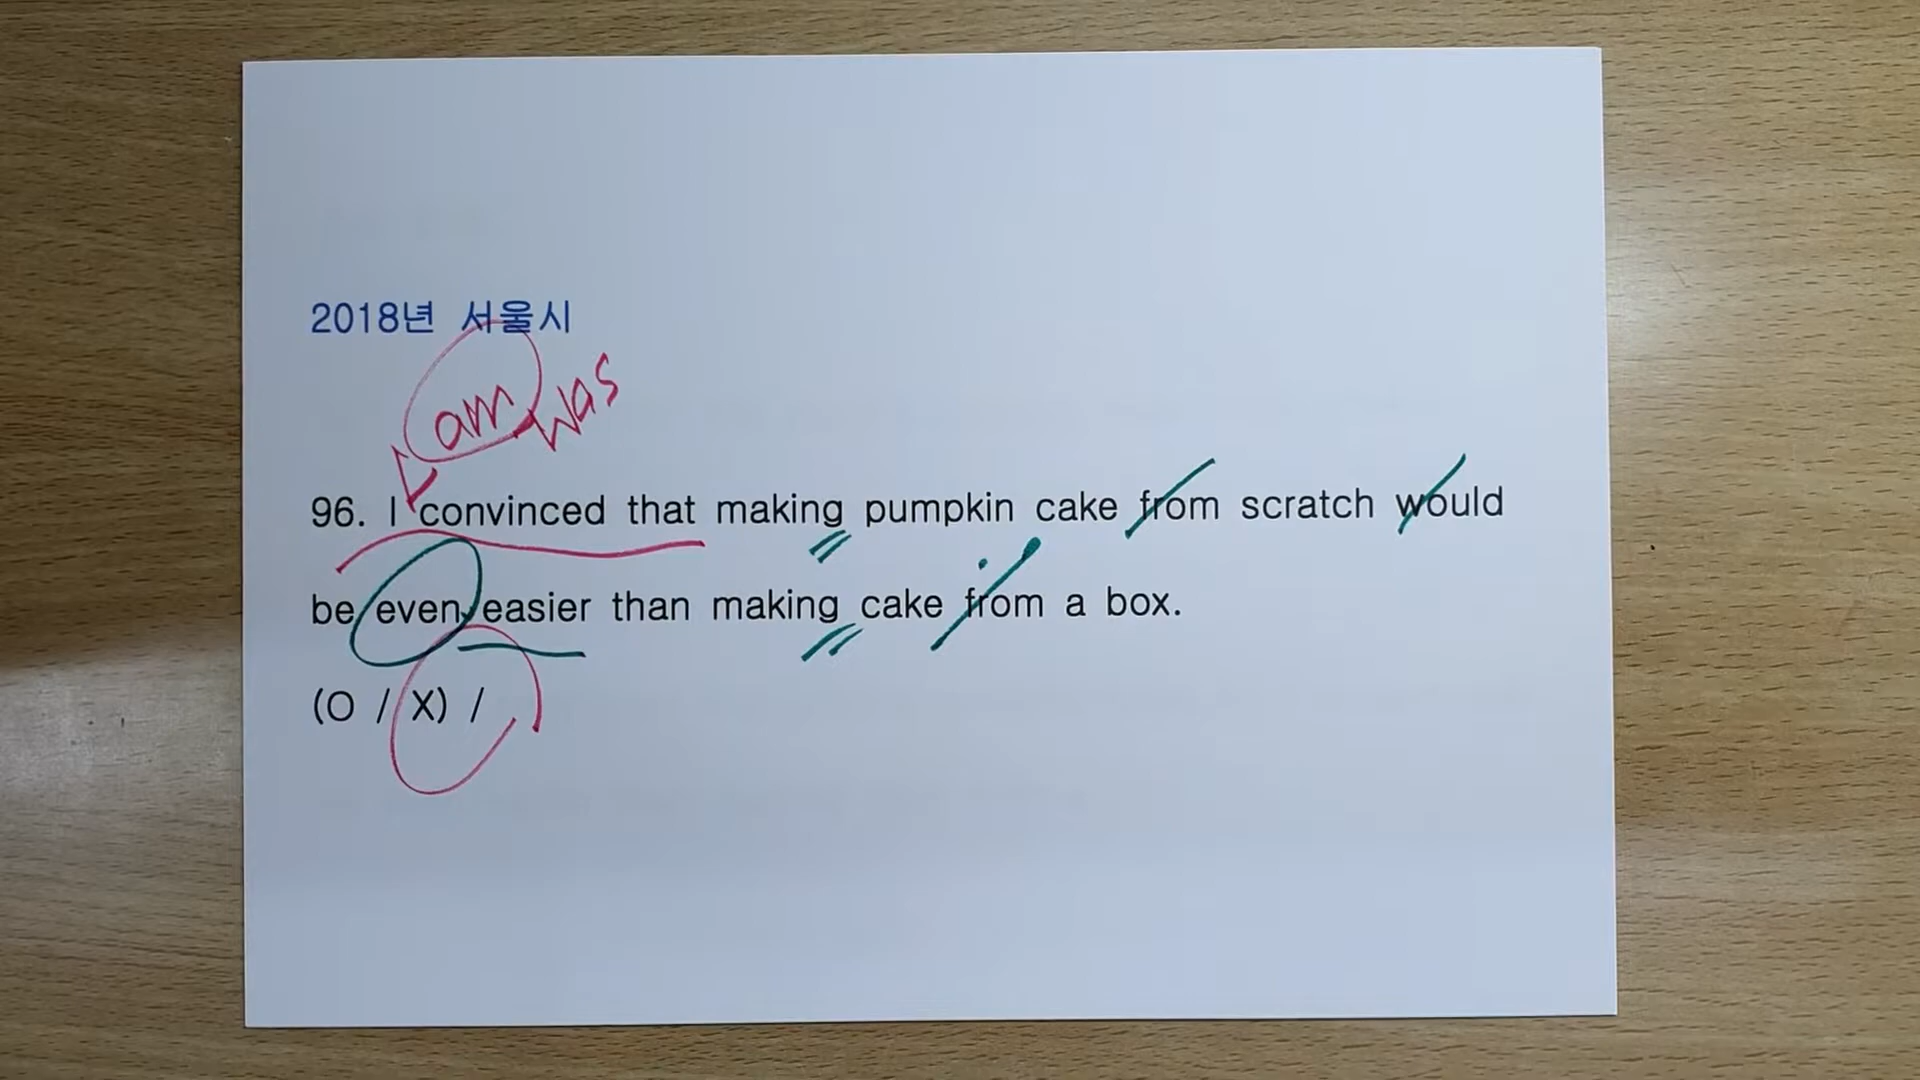 2018년 서울시
am was
96. I convinced that making pumpkin cake from scratch would
be even easier than making cake from a box.
(O / X) /